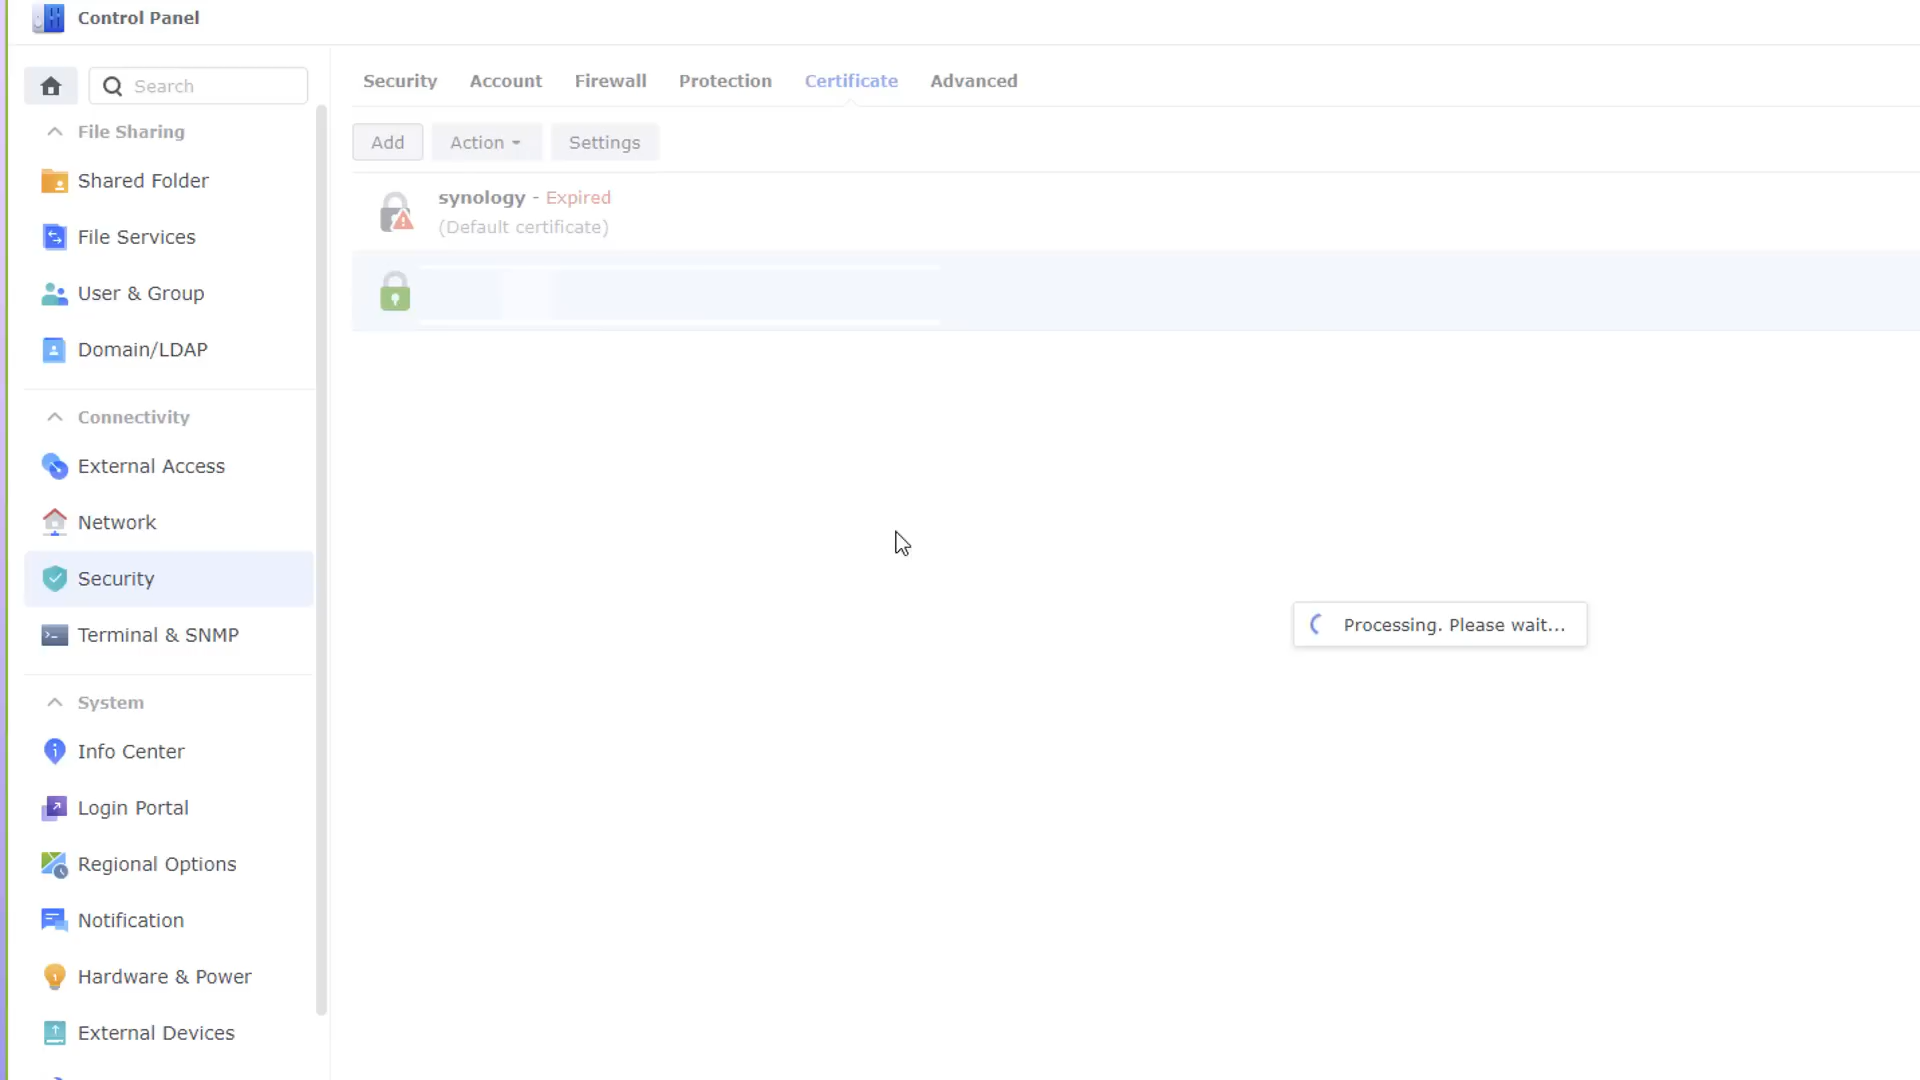 Control Panel
Search
File Sharing
Shared Folder
File Services
User & Group
Domain/LDAP
Connectivity
External Access
Network
Security
Terminal & SNMP
System
Info Center
Login Portal
Regional Options
Notification
Hardware & Power
External Devices
Security Account Firewall Protection Certificate Advanced
Add Action Settings
synology - Expired
(Default certificate)
Processing. Please wait...